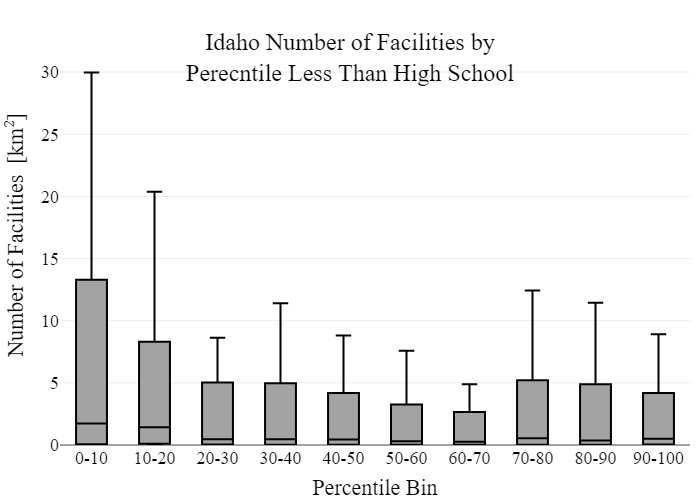 Idaho Number of Facilities by
Perecntile Less Than High School
Number of Facilities [km²]
30
25
20
15
10
5
0
0-10 10-20 20-30 30-40 40-50 50-60 60-70 70-80 80-90 90-100
Percentile Bin